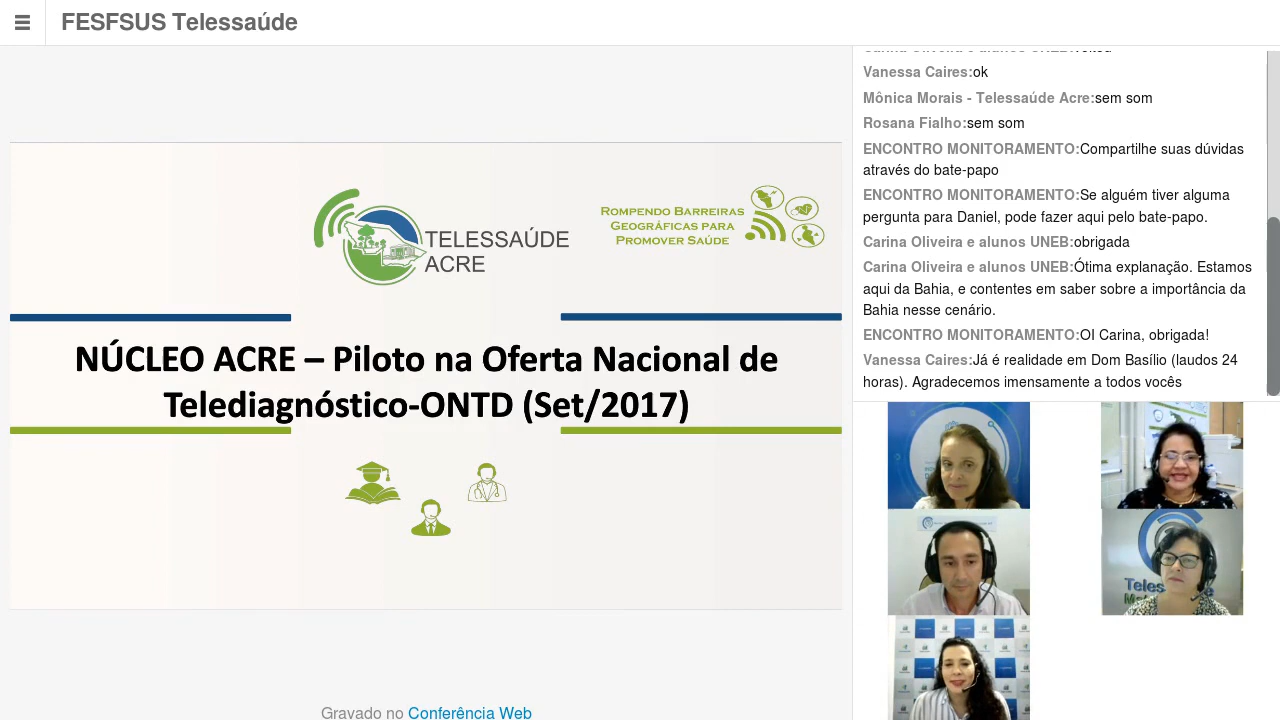 FESFSUS Telessaúde
Vanessa Caires:ok
Mônica Morais - Telessaúde Acre:sem som
Rosana Fialho:sem som
ENCONTRO MONITORAMENTO:Compartilhe suas dúvidas
através do bate-papo
ENCONTRO MONITORAMENTO:Se alguém tiver alguma
pergunta para Daniel, pode fazer aqui pelo bate-papo.
Carina Oliveira e alunos UNEB:obrigada
Carina Oliveira e alunos UNEB:Ótima explanação. Estamos
aqui da Bahia, e contentes em saber sobre a importância da
Bahia nesse cenário.
ENCONTRO MONITORAMENTO:OI Carina, obrigada!
Vanessa Caires:Já é realidade em Dom Basílio (laudos 24
horas). Agradecemos imensamente a todos vocês
TELESSAÚDE
ACRE
ROMPENDO BARREIRAS
GEOGRÁFICAS PARA
PROMOVER SAÚDE
NÚCLEO ACRE – Piloto na Oferta Nacional de
Telediagnóstico-ONTD (Set/2017)
Gravado no Conferência Web